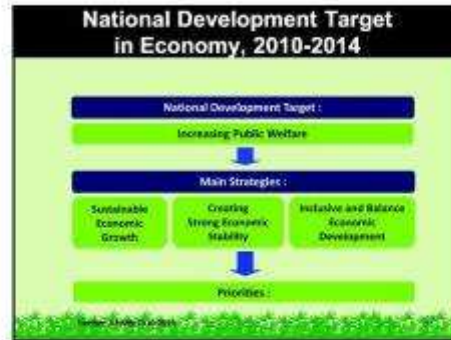 National Development Target
in Economy, 2010-2014
National Development Target :
Increasing Public Welfare
Main Strategies :
Sustainable
Economic
Growth
Creating
Strong Economic
Stability
Inclusive and Balance
Economic
Development
Priorities :